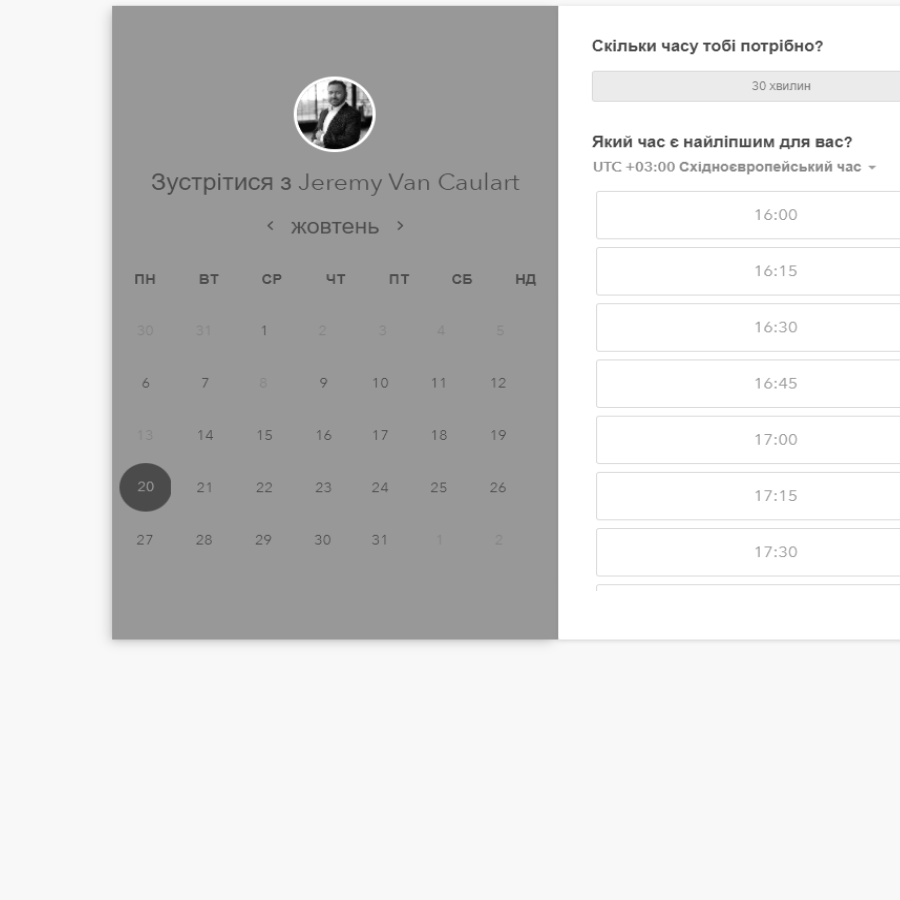 Зустрітися з Jeremy Van Caulart
< жовтень >
ПН ВТ СР ЧТ ПТ СБ НД
30 31 1 2 3 4 5
6 7 8 9 10 11 12
13 14 15 16 17 18 19
20 21 22 23 24 25 26
27 28 29 30 31 1 2
Скільки часу тобі потрібно?
30 хвилин
Який час є найліпшим для вас?
UTC +03:00 Східноєвропейський час
16:00
16:15
16:30
16:45
17:00
17:15
17:30